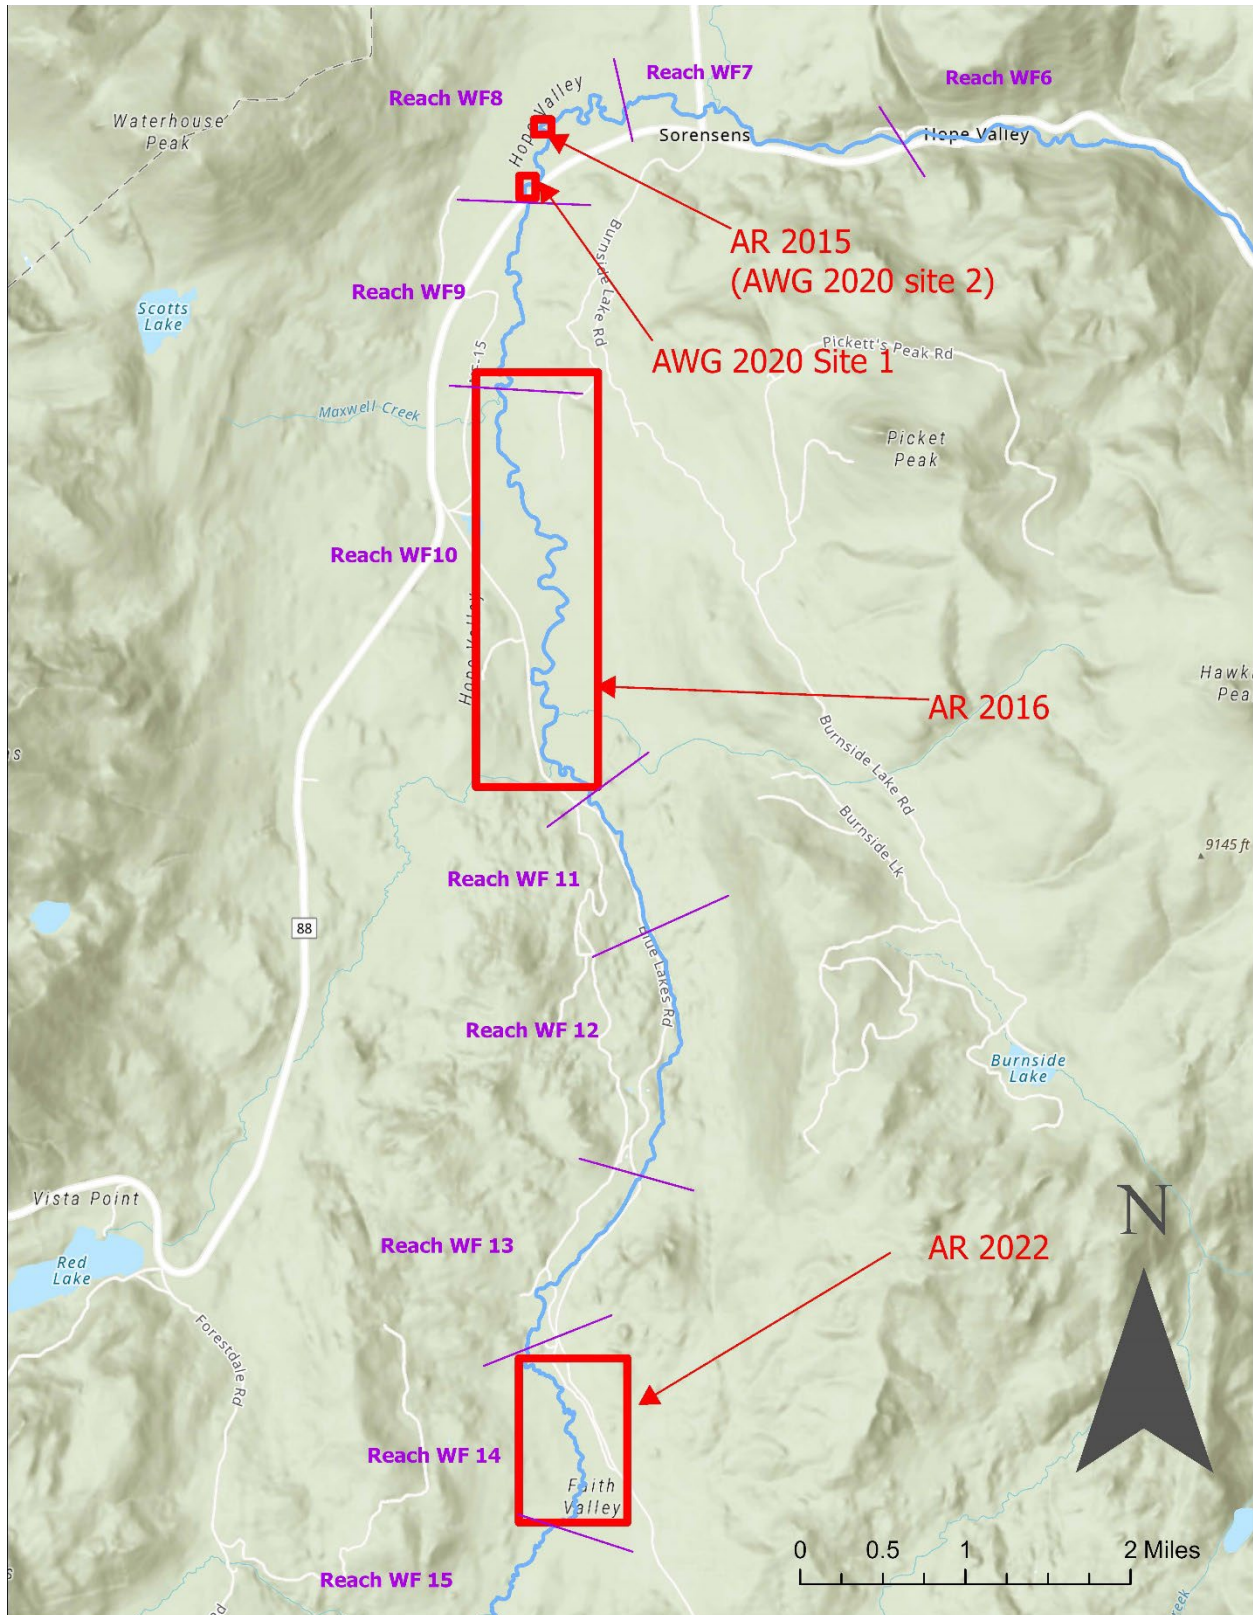 Reach WF7
Reach WF6
Reach WF8
Hope Valley
Waterhouse
Peak
Sorensens
Hope Valley
AR 2015
(AWG 2020 site 2)
Burnside Lake Rd
Reach WF9
Scotts
Lake
AWG 2020 Site 1
Pickett's Peak Rd
Maxwell Creek
Picket
Peak
Reach WF10
Hope Valley
Hawk
Pea
AR 2016
Burnside Lake Rd
s
Burnside Lk
9145 ft
Reach WF 11
88
Blue Lakes Rd
Reach WF 12
Burnside
Lake
Vista Point
N
Reach WF 13
AR 2022
Red
Lake
Forestdale Rd
Reach WF 14
Faith
Valley
0 0.5 1 2 Miles
Reach WF 15
s
Rd
eek